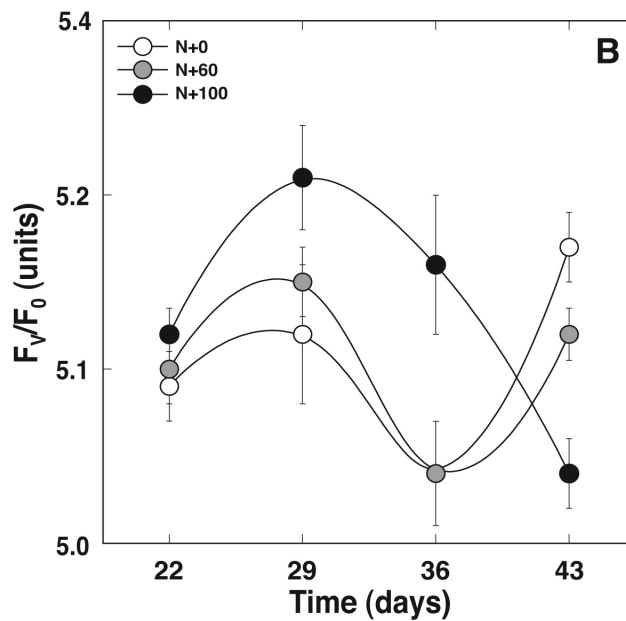 5.4
B
N+0
N+60
N+100
5.2
5.1
5.0
FV/F0 (units)
22 29 36 43
Time (days)